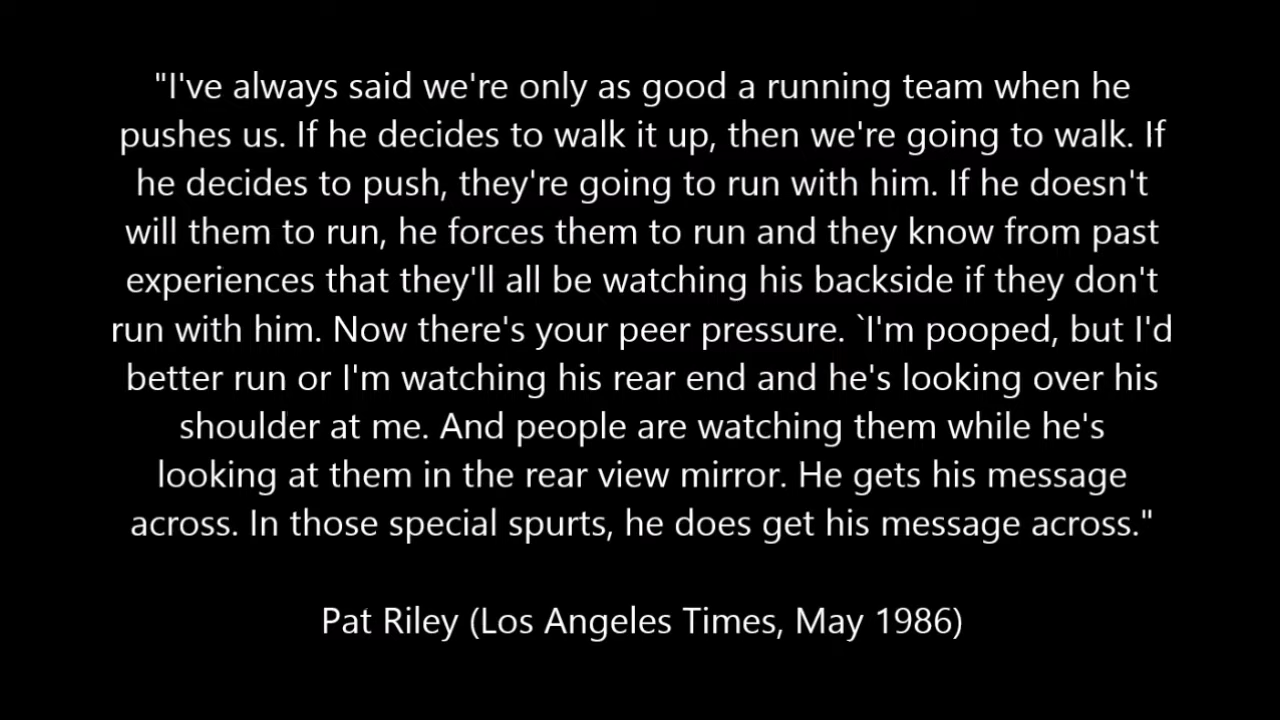 "I've always said we're only as good a running team when he
pushes us. If he decides to walk it up, then we're going to walk. If
he decides to push, they're going to run with him. If he doesn't
will them to run, he forces them to run and they know from past
experiences that they'll all be watching his backside if they don't
run with him. Now there's your peer pressure. `I'm pooped, but I'd
better run or I'm watching his rear end and he's looking over his
shoulder at me. And people are watching them while he's
looking at them in the rear view mirror. He gets his message
across. In those special spurts, he does get his message across."
Pat Riley (Los Angeles Times, May 1986)